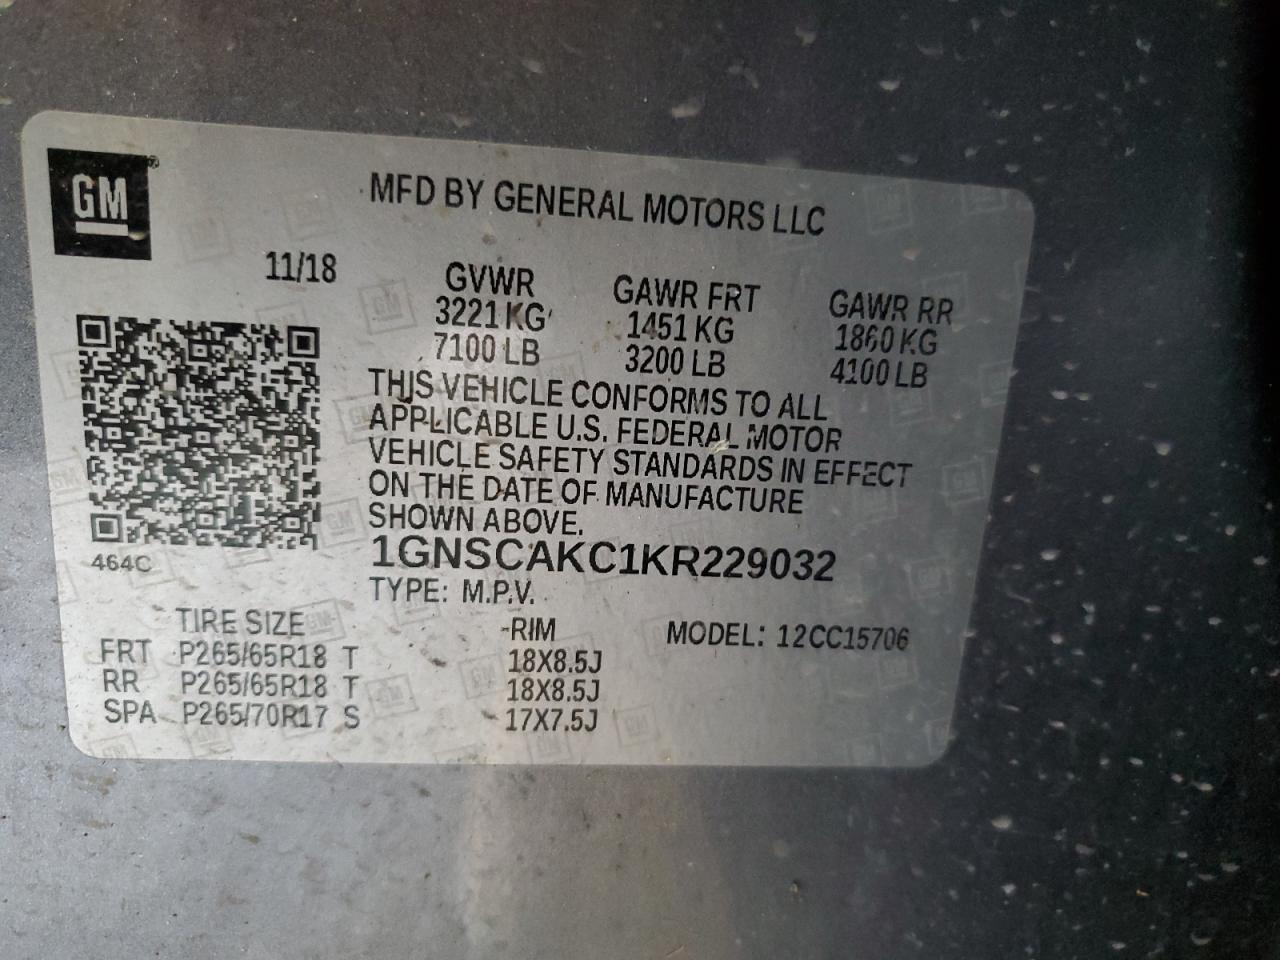 GM®
MFD BY GENERAL MOTORS LLC
11/18
GVWR GAWR FRT GAWR RR
3221 KG 1451 KG 1860 KG
7100 LB 3200 LB 4100 LB
THIS VEHICLE CONFORMS TO ALL
APPLICABLE U.S. FEDERAL MOTOR
VEHICLE SAFETY STANDARDS IN EFFECT
ON THE DATE OF MANUFACTURE
SHOWN ABOVE.
1GNSCAKC1KR229032
464C
TYPE: M.P.V.
TIRE SIZE RIM MODEL: 12CC15706
FRT P265/65R18 T 18X8.5J
RR P265/65R18 T 18X8.5J
SPA P265/70R17 S 17X7.5J